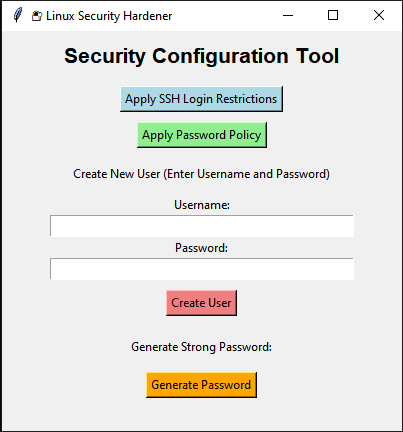 Linux Security Hardener
Security Configuration Tool
Apply SSH Login Restrictions
Apply Password Policy
Create New User (Enter Username and Password)
Username:
Password:
Create User
Generate Strong Password:
Generate Password